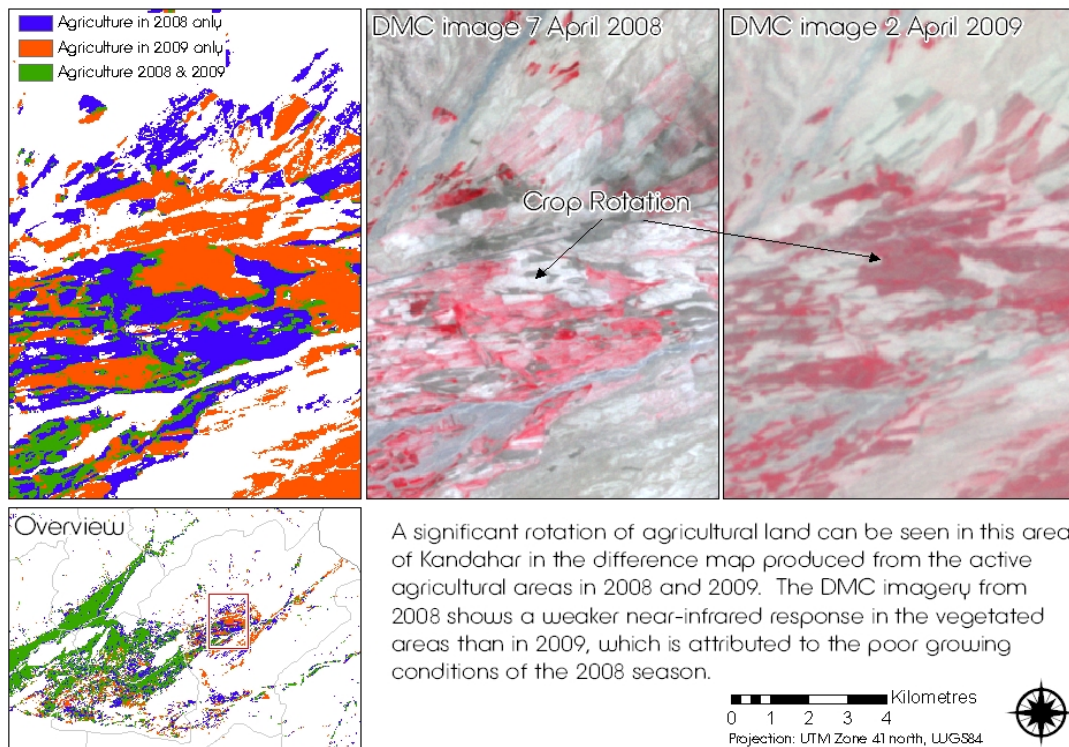 Agriculture in 2008 only
Agriculture in 2009 only
Agriculture 2008 & 2009
DMC image 7 April 2008
DMC image 2 April 2009
Crop Rotation
Overview
A significant rotation of agricultural land can be seen in this area
of Kandahar in the difference map produced from the active
agricultural areas in 2008 and 2009. The DMC imagery from
2008 shows a weaker near-infrared response in the vegetated
areas than in 2009, which is attributed to the poor growing
conditions of the 2008 season.
Kilometres
0 1 2 3 4
Projection: UTM Zone 41 north, WGS84